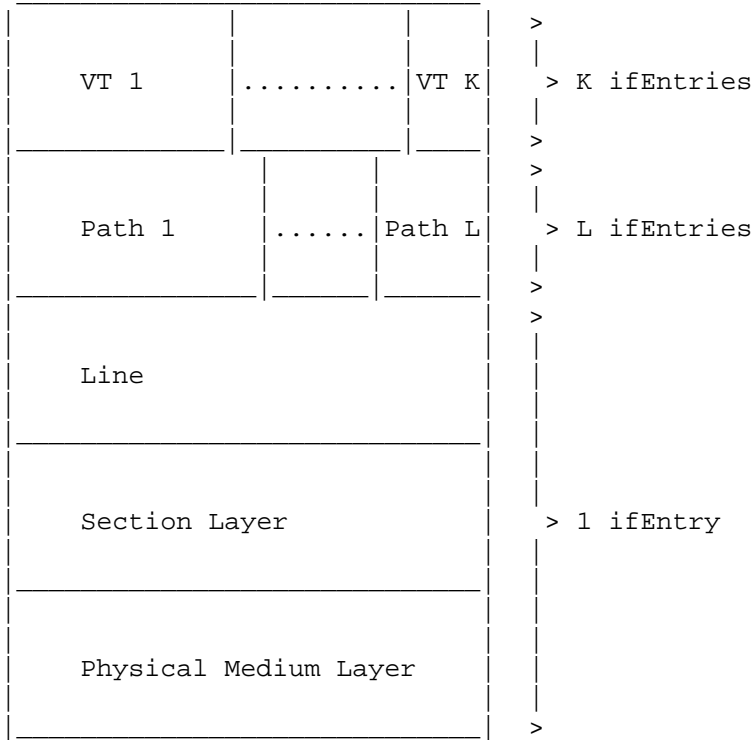 VT 1 ..........VT K > K ifEntries
Path 1 ......Path L > L ifEntries
Line
Section Layer > 1 ifEntry
Physical Medium Layer